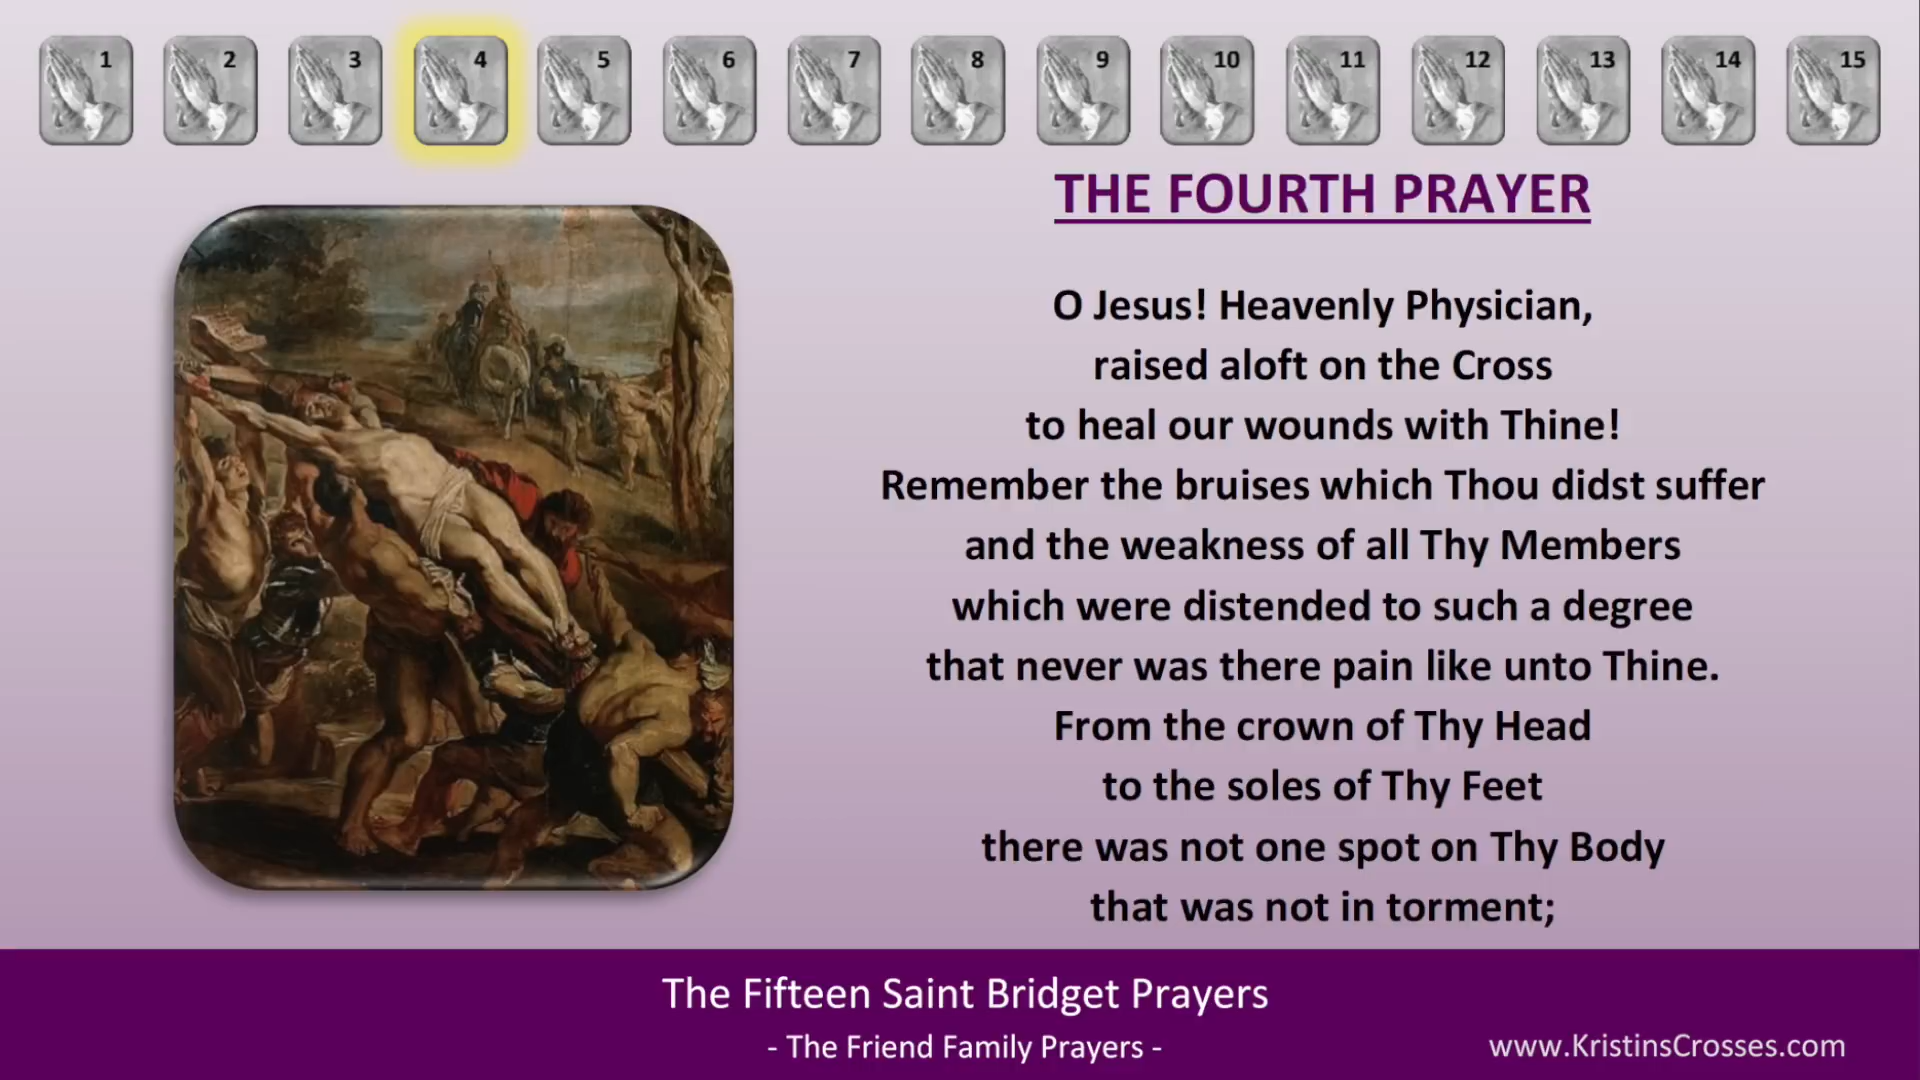 1 2 3 4 5 6 7 8 9 10 11 12 13 14 15
THE FOURTH PRAYER
O Jesus! Heavenly Physician,
raised aloft on the Cross
to heal our wounds with Thine!
Remember the bruises which Thou didst suffer
and the weakness of all Thy Members
which were distended to such a degree
that never was there pain like unto Thine.
From the crown of Thy Head
to the soles of Thy Feet
there was not one spot on Thy Body
that was not in torment;
The Fifteen Saint Bridget Prayers
- The Friend Family Prayers -
www.KristinsCrosses.com